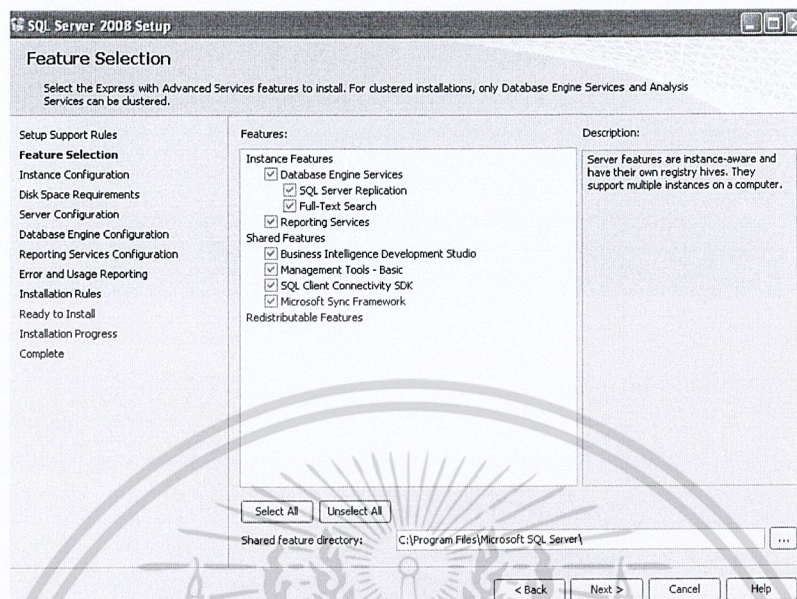 SQL Server 2008 Setup
Feature Selection
Select the Express with Advanced Services features to install. For clustered installations, only Database Engine Services and Analysis
Services can be clustered.
Setup Support Rules
Feature Selection
Instance Configuration
Disk Space Requirements
Server Configuration
Database Engine Configuration
Reporting Services Configuration
Error and Usage Reporting
Installation Rules
Ready to Install
Installation Progress
Complete
Features:
Instance Features
Database Engine Services
SQL Server Replication
Full-Text Search
Reporting Services
Shared Features
Business Intelligence Development Studio
Management Tools - Basic
SQL Client Connectivity SDK
Microsoft Sync Framework
Redistributable Features
Description:
Server features are instance-aware and
have their own registry hives. They
support multiple instances on a computer.
Select All Unselect All
Shared feature directory: C:\Program Files\Microsoft SQL Server\ ...
< Back Next > Cancel Help